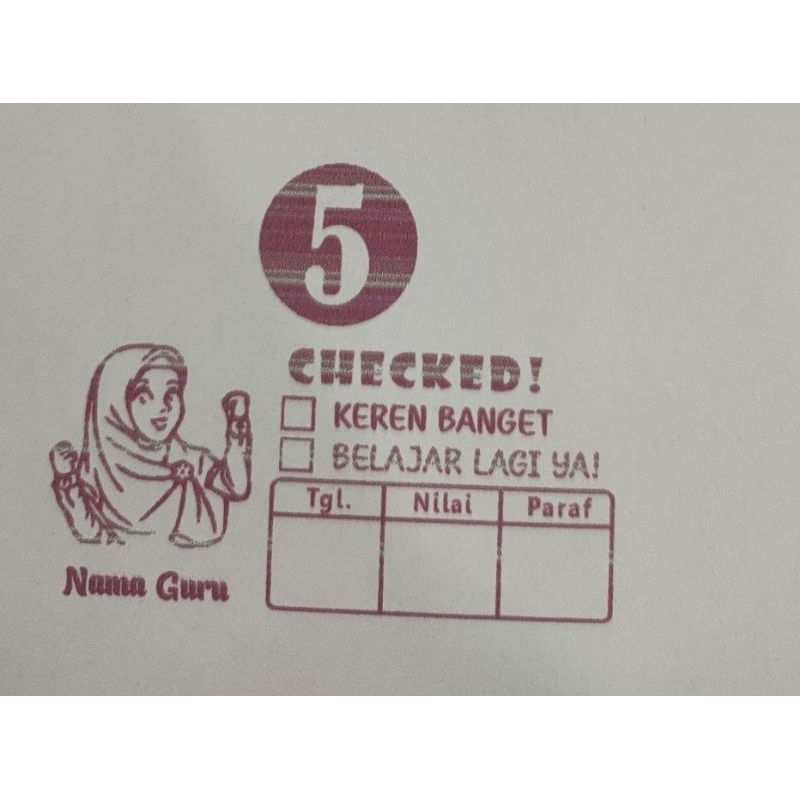 5
CHECKED!
KEREN BANGET
BELAJAR LAGI YA!
Tgl. Nilai Paraf
Nama Guru